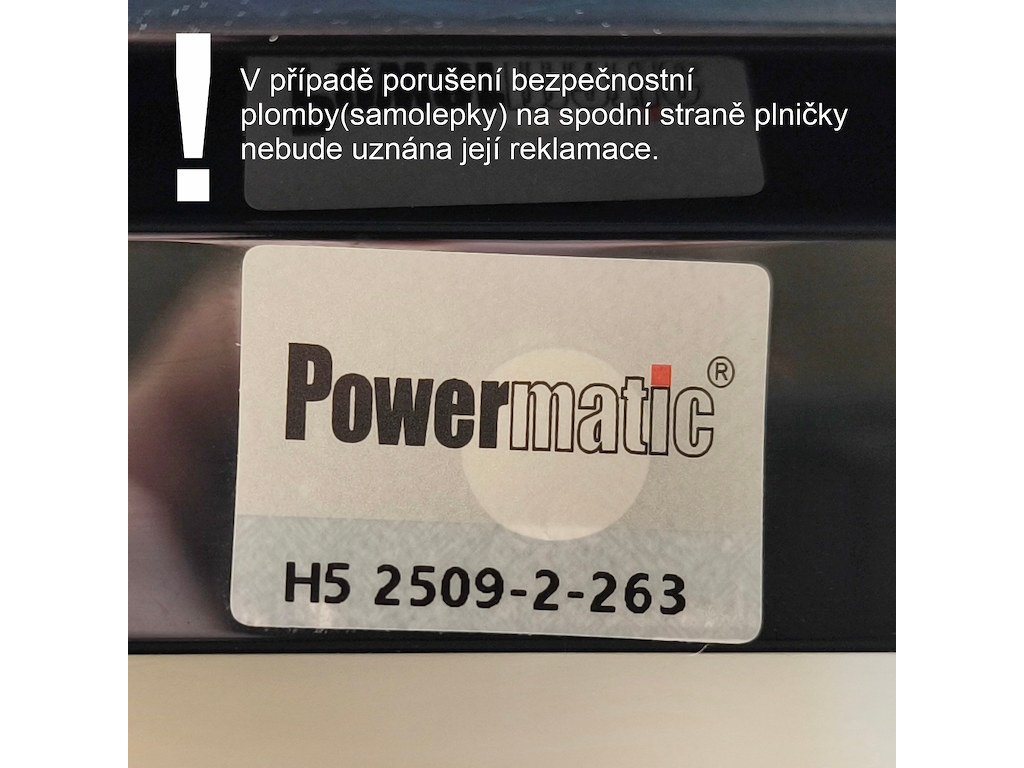 !
V případě porušení bezpečnostní
plomby(samolepky) na spodní straně plničky
nebude uznána její reklamace.
Powermatic®
H5 2509-2-263